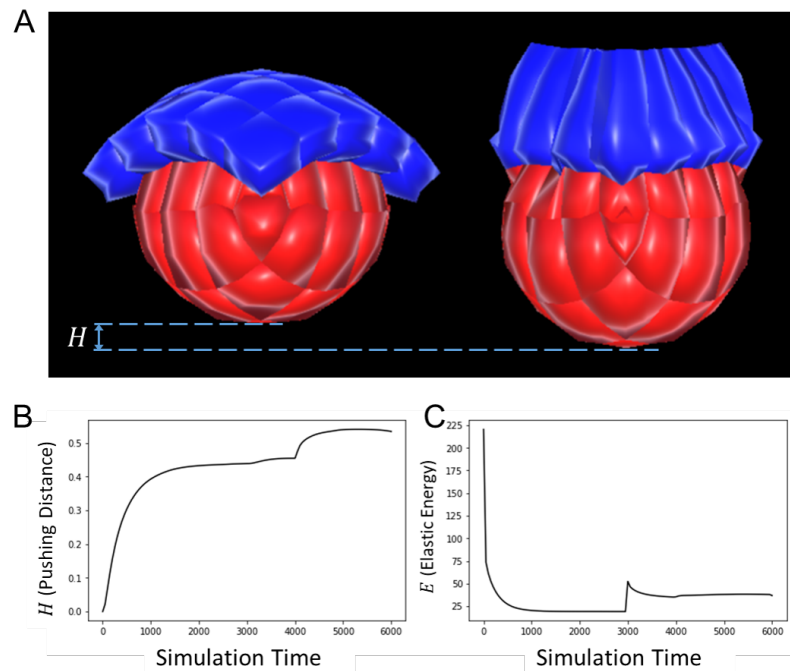 A
H
B
C
H (Pushing Distance)
0.5
0.4
0.3
0.2
0.1
0.0
0 1000 2000 3000 4000 5000 6000
Simulation Time
E (Elastic Energy)
225
200
175
150
125
100
75
50
25
0 1000 2000 3000 4000 5000 6000
Simulation Time